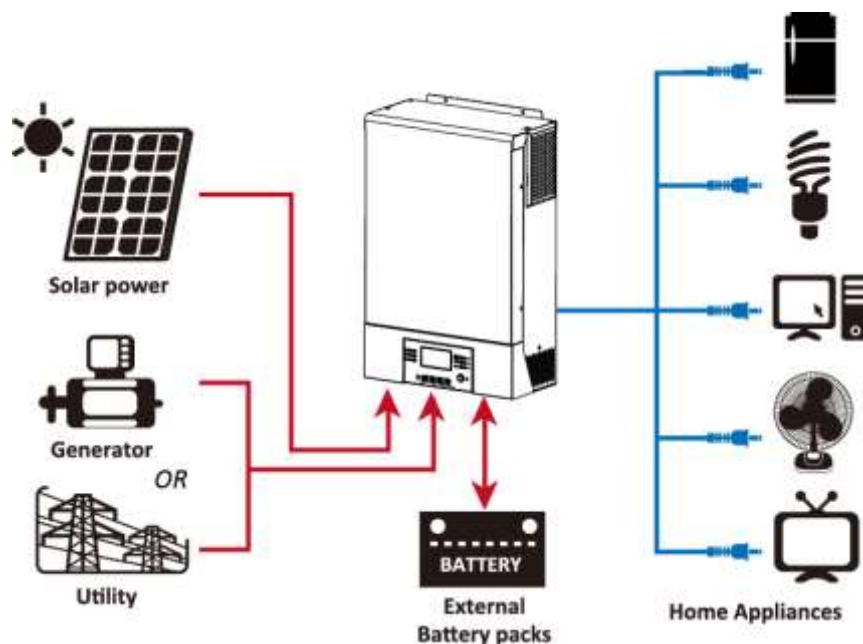 Solar power
Generator
OR
Utility
BATTERY
External
Battery packs
Home Appliances